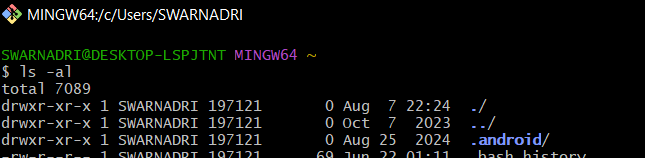 MINGW64:/c/Users/SWARNADRI
SWARNADRI@DESKTOP-LSPJTNT MINGW64 ~
$ ls -al
total 7089
drwxr-xr-x 1 SWARNADRI 197121 0 Aug 7 22:24 ./
drwxr-xr-x 1 SWARNADRI 197121 0 Oct 7 2023 ../
drwxr-xr-x 1 SWARNADRI 197121 0 Aug 25 2024 .android/
-rw-r--r-- 1 SWARNADRI 197121 69 Jun 22 01:11 .bash_history